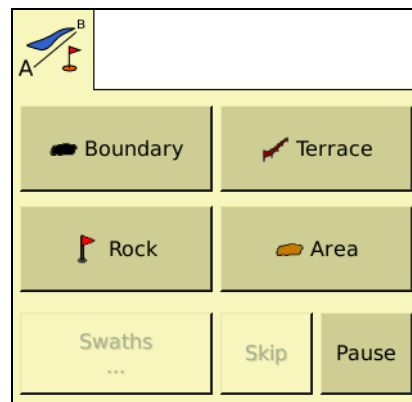 A B
Boundary
Terrace
Rock
Area
Swaths
...
Skip
Pause